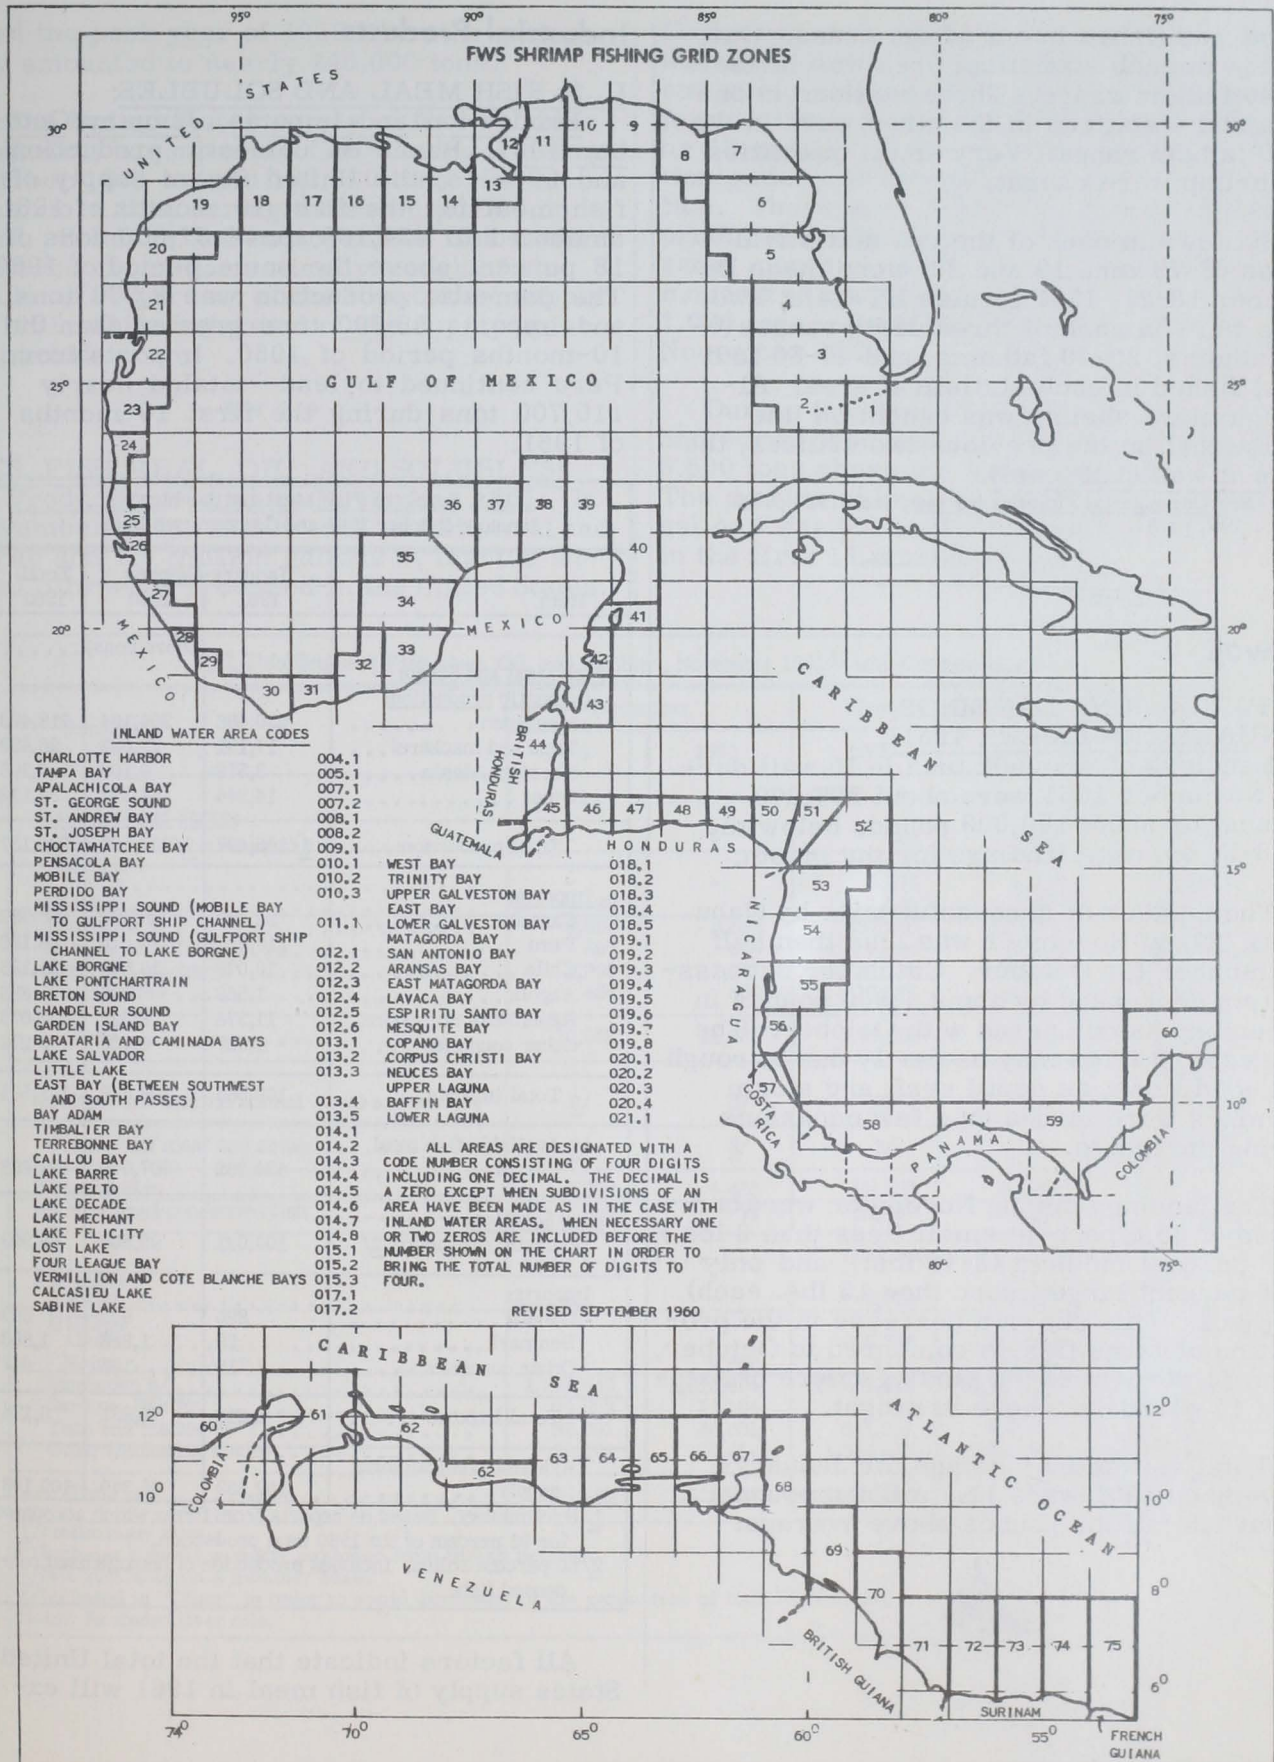 95° 90° 85° 80° 75°
FWS SHRIMP FISHING GRID ZONES
UNITED STATES
30° 30°
12 11 10 9 8 7
19 18 17 16 15 14 13 6
20 5
21 4
22 3
25° GULF OF MEXICO 25°
23 2 1
24
36 37 38 39
25
26 35 40
27 34
41
20° MEXICO 28 MEXICO 20°
29 32 33 42
30 31 43
CARIBBEAN SEA
44
BRITISH HONDURAS
45 46 47 48 49 50 51 52
GUATEMALA
HONDURAS
15°
53
54
NICARAGUA
55
56 60
57
COSTA RICA
10°
58 59
PANAMA
COLOMBIA
80° 75°
INLAND WATER AREA CODES
CHARLOTTE HARBOR 004.1
TAMPA BAY 005.1
APALACHICOLA BAY 007.1
ST. GEORGE SOUND 007.2
ST. ANDREW BAY 008.1
ST. JOSEPH BAY 008.2
CHOCTAWHATCHEE BAY 009.1
PENSACOLA BAY 010.1
MOBILE BAY 010.2
PERDIDO BAY 010.3
MISSISSIPPI SOUND (MOBILE BAY
TO GULFPORT SHIP CHANNEL) 011.1
MISSISSIPPI SOUND (GULFPORT SHIP
CHANNEL TO LAKE BORGNE) 012.1
LAKE BORGNE 012.2
LAKE PONTCHARTRAIN 012.3
BRETON SOUND 012.4
CHANDELEUR SOUND 012.5
GARDEN ISLAND BAY 012.6
BARATARIA AND CAMINADA BAYS 013.1
LAKE SALVADOR 013.2
LITTLE LAKE 013.3
EAST BAY (BETWEEN SOUTHWEST
AND SOUTH PASSES) 013.4
BAY ADAM 013.5
TIMBALIER BAY 014.1
TERREBONNE BAY 014.2
CAILLOU BAY 014.3
LAKE BARRE 014.4
LAKE PELTO 014.5
LAKE DECADE 014.6
LAKE MECHANT 014.7
LAKE FELICITY 014.8
LOST LAKE 015.1
FOUR LEAGUE BAY 015.2
VERMILLION AND COTE BLANCHE BAYS 015.3
CALCASIEU LAKE 017.1
SABINE LAKE 017.2
WEST BAY 018.1
TRINITY BAY 018.2
UPPER GALVESTON BAY 018.3
EAST BAY 018.4
LOWER GALVESTON BAY 018.5
MATAGORDA BAY 019.1
SAN ANTONIO BAY 019.2
ARANSAS BAY 019.3
EAST MATAGORDA BAY 019.4
LAVACA BAY 019.5
ESPIRITU SANTO BAY 019.6
MESQUITE BAY 019.7
COPANO BAY 019.8
CORPUS CHRISTI BAY 020.1
NEUCES BAY 020.2
UPPER LAGUNA 020.3
BAFFIN BAY 020.4
LOWER LAGUNA 021.1
ALL AREAS ARE DESIGNATED WITH A
CODE NUMBER CONSISTING OF FOUR DIGITS
INCLUDING ONE DECIMAL. THE DECIMAL IS
A ZERO EXCEPT WHEN SUBDIVISIONS OF AN
AREA HAVE BEEN MADE AS IN THE CASE WITH
INLAND WATER AREAS. WHEN NECESSARY ONE
OR TWO ZEROS ARE INCLUDED BEFORE THE
NUMBER SHOWN ON THE CHART IN ORDER TO
BRING THE TOTAL NUMBER OF DIGITS TO
FOUR.
REVISED SEPTEMBER 1960
CARIBBEAN SEA
ATLANTIC OCEAN
12° 60 61 62 12°
62 63 64 65 66 67
COLOMBIA
10° 68 10°
69
VENEZUELA
70 8°
BRITISH GUIANA
71 72 73 74 75
6°
SURINAM
74° 70° 65° 60° 55°
FRENCH
GUIANA
All factors indicate that the total United
States supply of fish meal in 1961 will ex-